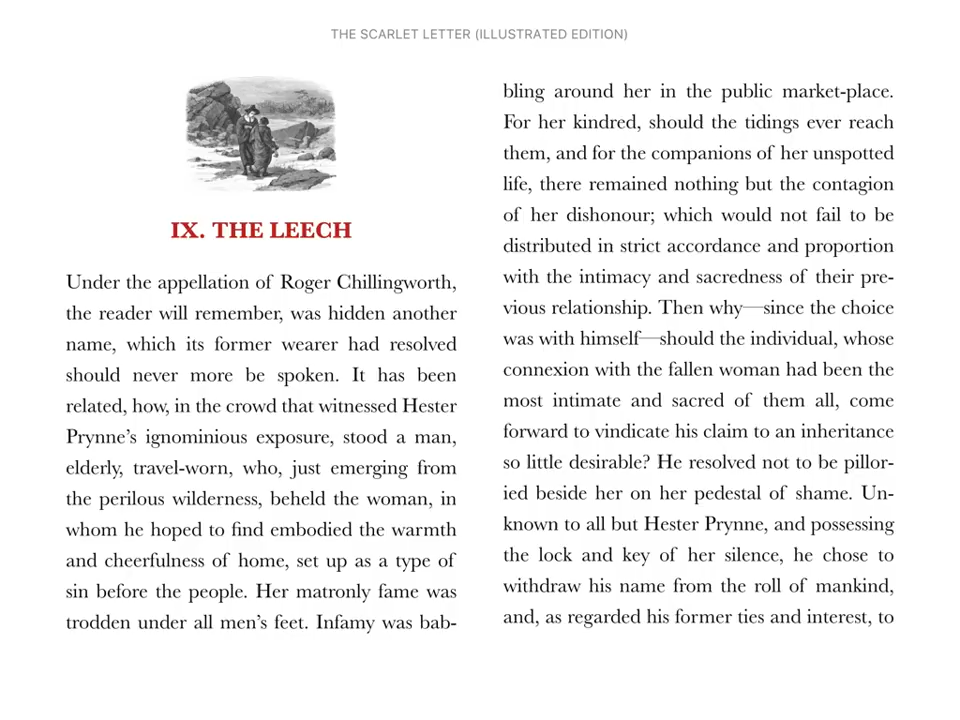 THE SCARLET LETTER (ILLUSTRATED EDITION)
IX. THE LEECH
Under the appellation of Roger Chillingworth,
the reader will remember, was hidden another
name, which its former wearer had resolved
should never more be spoken. It has been
related, how, in the crowd that witnessed Hester
Prynne’s ignominious exposure, stood a man,
elderly, travel-worn, who, just emerging from
the perilous wilderness, beheld the woman, in
whom he hoped to find embodied the warmth
and cheerfulness of home, set up as a type of
sin before the people. Her matronly fame was
trodden under all men’s feet. Infamy was bab-
bling around her in the public market-place.
For her kindred, should the tidings ever reach
them, and for the companions of her unspotted
life, there remained nothing but the contagion
of her dishonour; which would not fail to be
distributed in strict accordance and proportion
with the intimacy and sacredness of their pre-
vious relationship. Then why—since the choice
was with himself—should the individual, whose
connexion with the fallen woman had been the
most intimate and sacred of them all, come
forward to vindicate his claim to an inheritance
so little desirable? He resolved not to be pillor-
ied beside her on her pedestal of shame. Un-
known to all but Hester Prynne, and possessing
the lock and key of her silence, he chose to
withdraw his name from the roll of mankind,
and, as regarded his former ties and interest, to